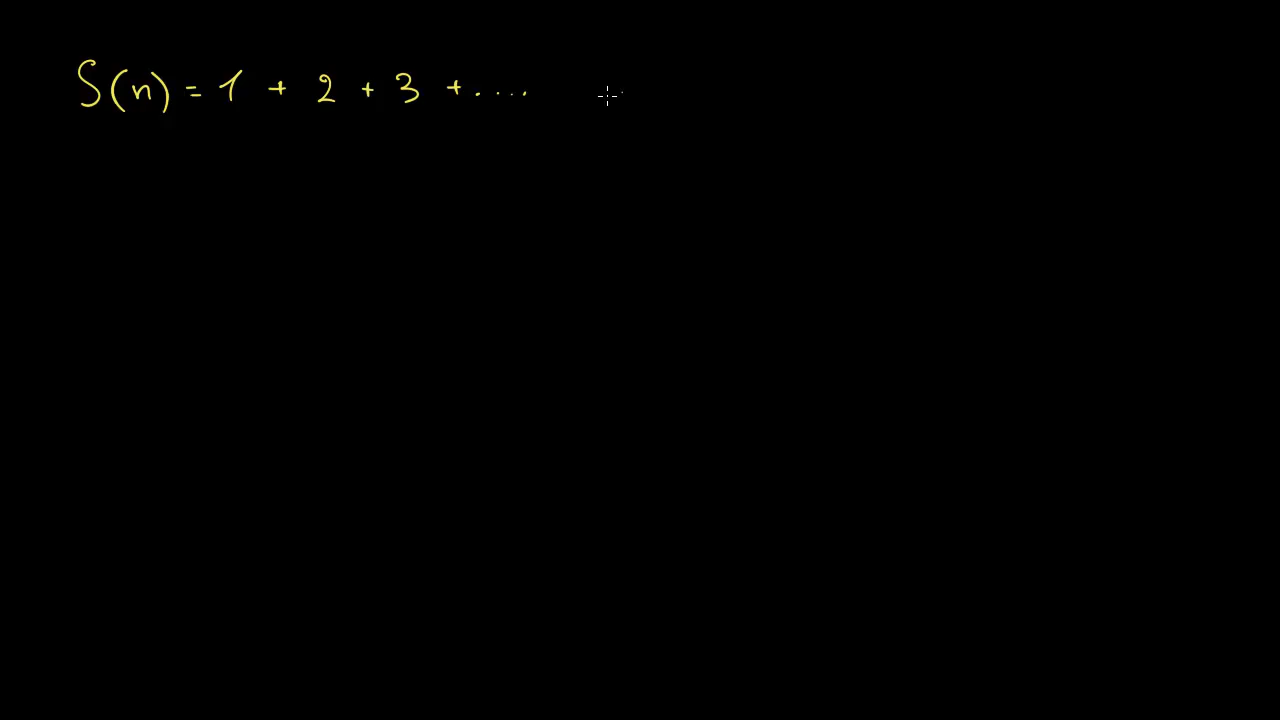 S(n) = 1 + 2 + 3 + ....